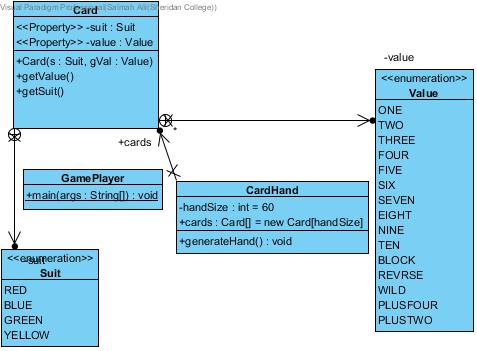 Visual Paradigm Professional(Salmah Ali(Sheridan College))
Card
<<Property>> -suit : Suit
<<Property>> -value : Value
+Card(s : Suit, gVal : Value)
+getValue()
+getSuit()
-value
<<enumeration>>
Value
ONE
TWO
THREE
FOUR
FIVE
SIX
SEVEN
EIGHT
NINE
TEN
BLOCK
REVRSE
WILD
PLUSFOUR
PLUSTWO
*
+cards
GamePlayer
+main(args : String[]) : void
CardHand
-handSize : int = 60
+cards : Card[] = new Card[handSize]
+generateHand() : void
<<enumeration>>
-suit
Suit
RED
BLUE
GREEN
YELLOW